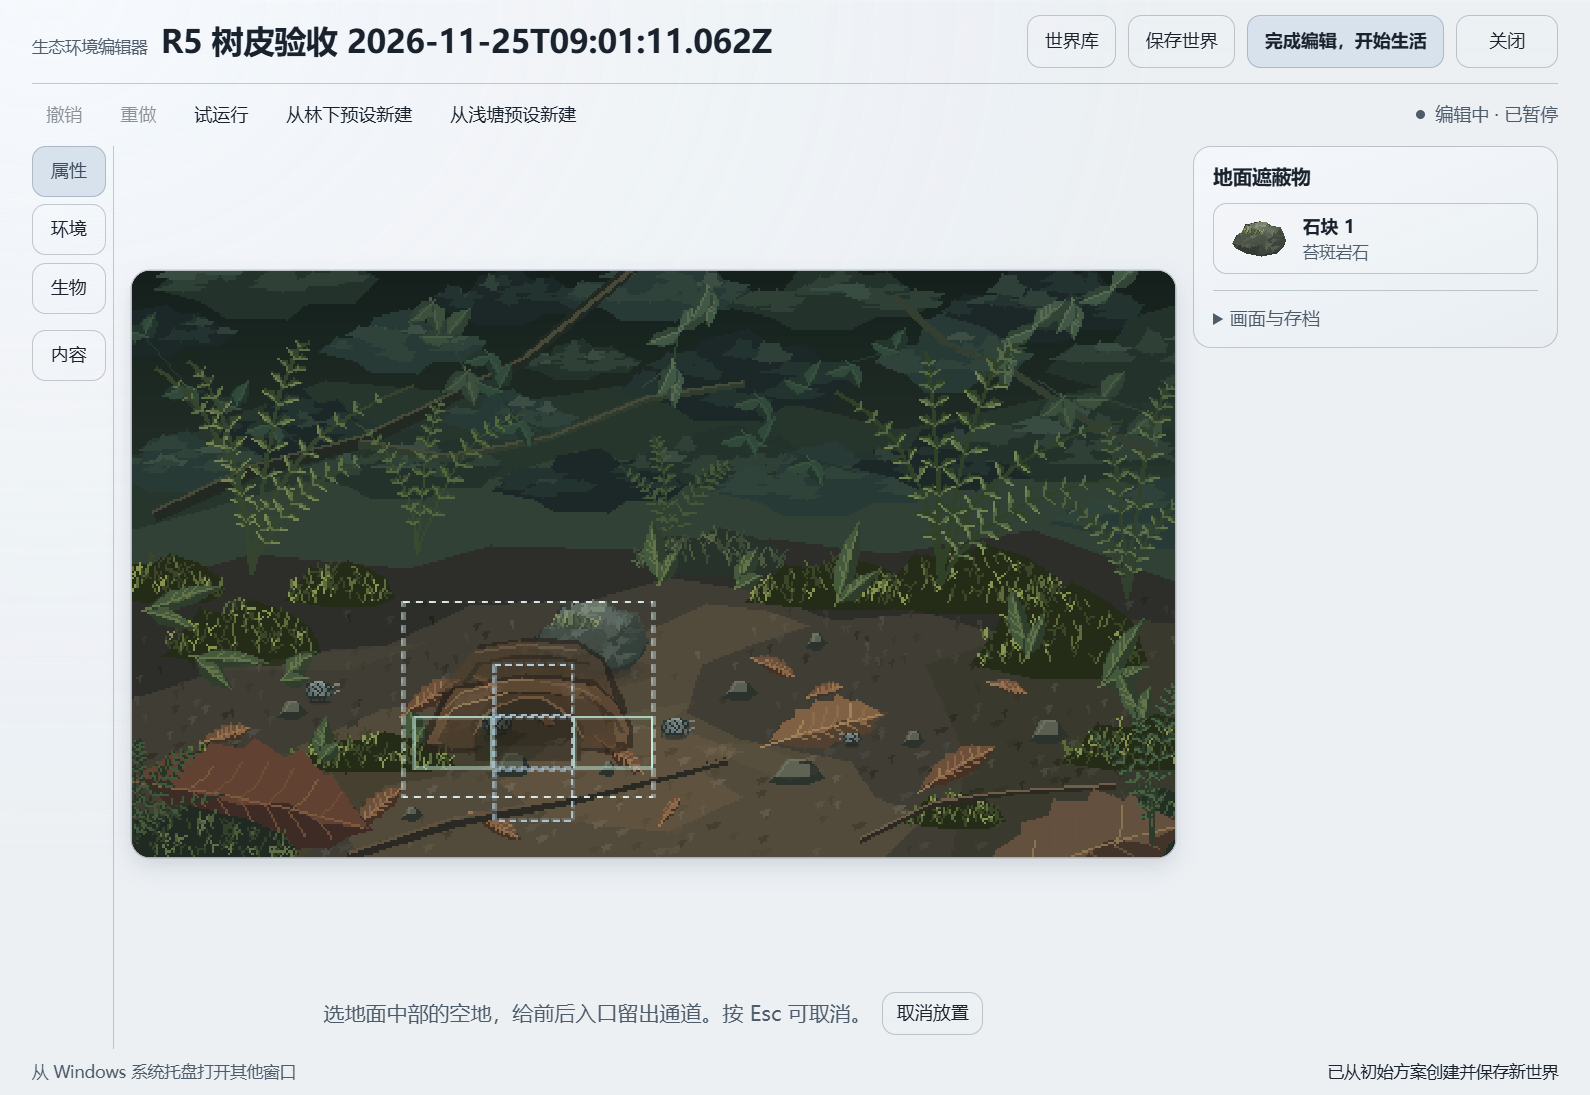 生态环境编辑器 R5 树皮验收 2026-11-25T09:01:11.062Z
世界库 保存世界 完成编辑，开始生活 关闭
撤销 重做 试运行 从林下预设新建 从浅塘预设新建
编辑中 · 已暂停
属性
环境
生物
内容
地面遮蔽物
石块 1
苔斑岩石
画面与存档
选地面中部的空地，给前后入口留出通道。按 Esc 可取消。 取消放置
从 Windows 系统托盘打开其他窗口
已从初始方案创建并保存新世界